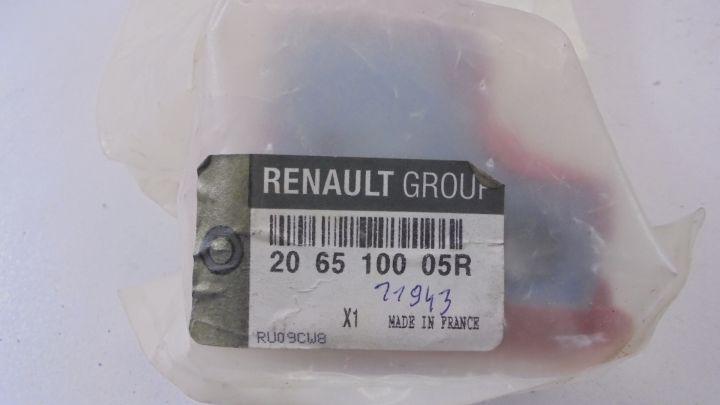 RENAULT GROUP
20 65 100 05R
21943
X1 MADE IN FRANCE
RU09CW8